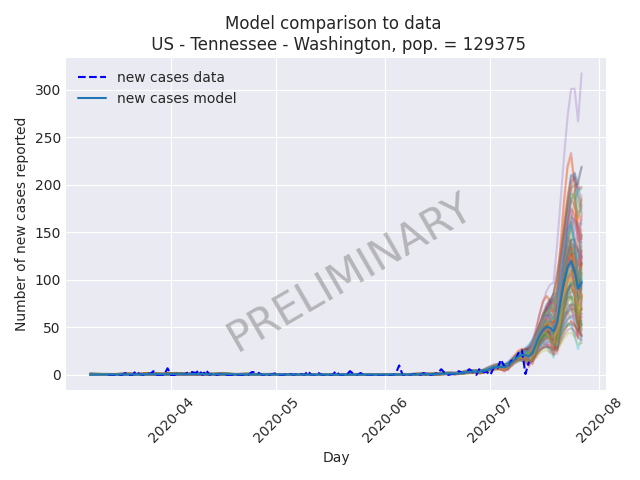 Model comparison to data
US - Tennessee - Washington, pop. = 129375
new cases data
new cases model
Number of new cases reported
300
250
200
150
100
50
0
PRELIMINARY
2020-04
2020-05
2020-06
2020-07
2020-08
Day